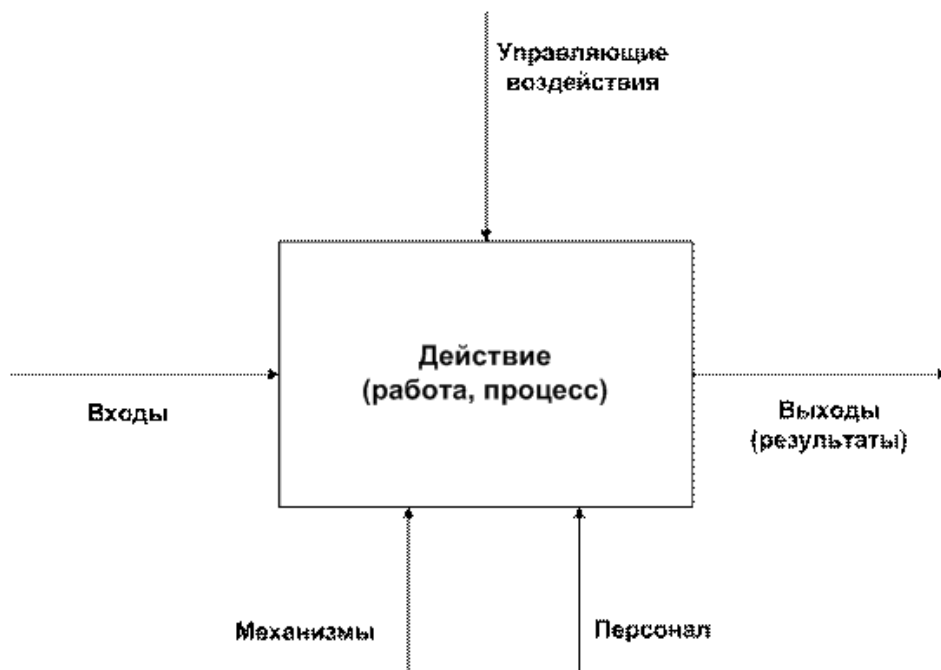 Управляющие
воздействия
Действие
(работа, процесс)
Входы
Выходы
(результаты)
Механизмы
Персонал